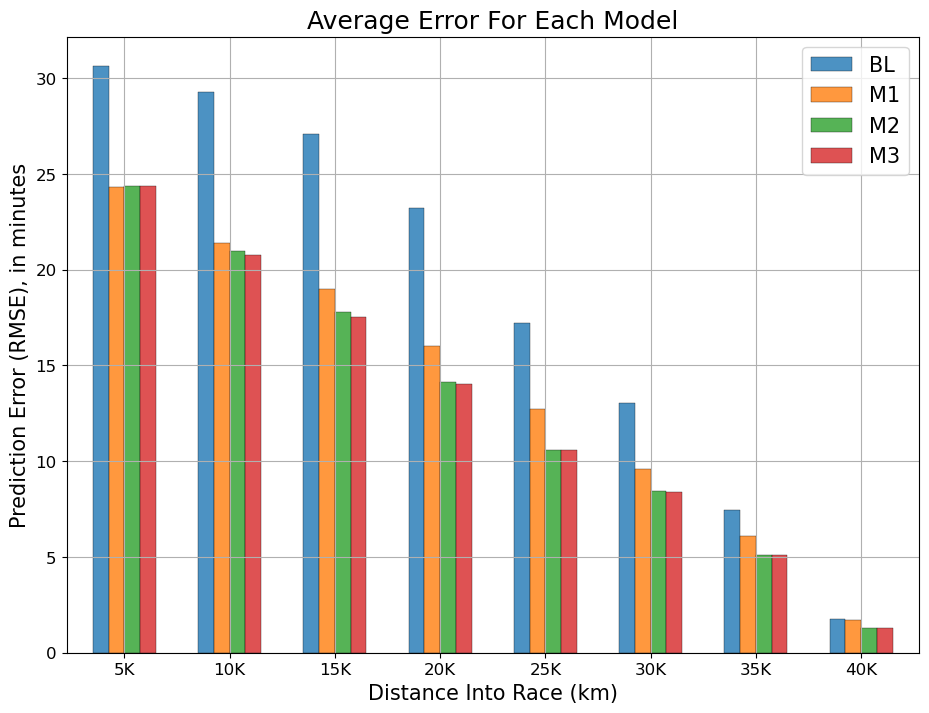 Average Error For Each Model
BL
M1
M2
M3
Prediction Error (RMSE), in minutes
30
25
20
15
10
5
0
5K 10K 15K 20K 25K 30K 35K 40K
Distance Into Race (km)